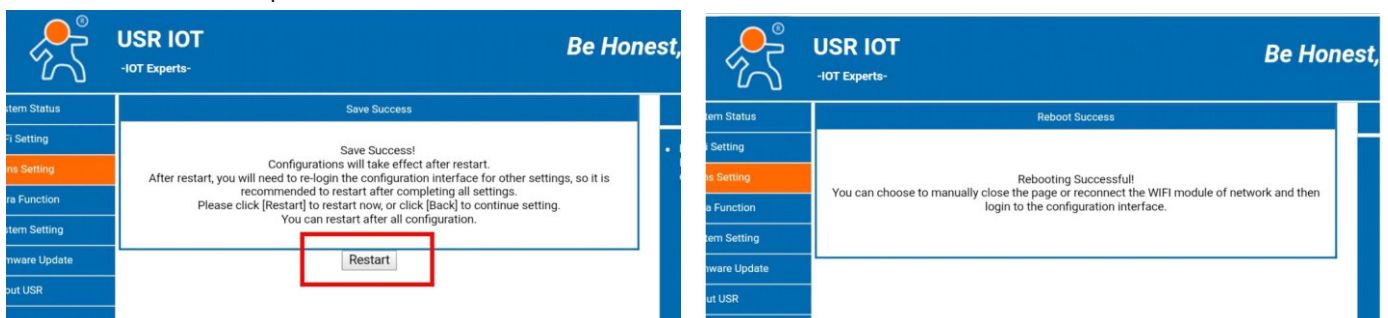 USR IOT
-IOT Experts-
Be Honest,
tem Status
Fi Setting
ns Setting
ra Function
stem Setting
mware Update
out USR
Save Success
Save Success!
Configurations will take effect after restart.
After restart, you will need to re-login the configuration interface for other settings, so it is
recommended to restart after completing all settings.
Please click [Restart] to restart now, or click [Back] to continue setting.
You can restart after all configuration.
Restart
USR IOT
-IOT Experts-
Be Honest,
tem Status
i Setting
s Setting
a Function
tem Setting
ware Update
ut USR
Reboot Success
Rebooting Successful!
You can choose to manually close the page or reconnect the WIFI module of network and then
login to the configuration interface.